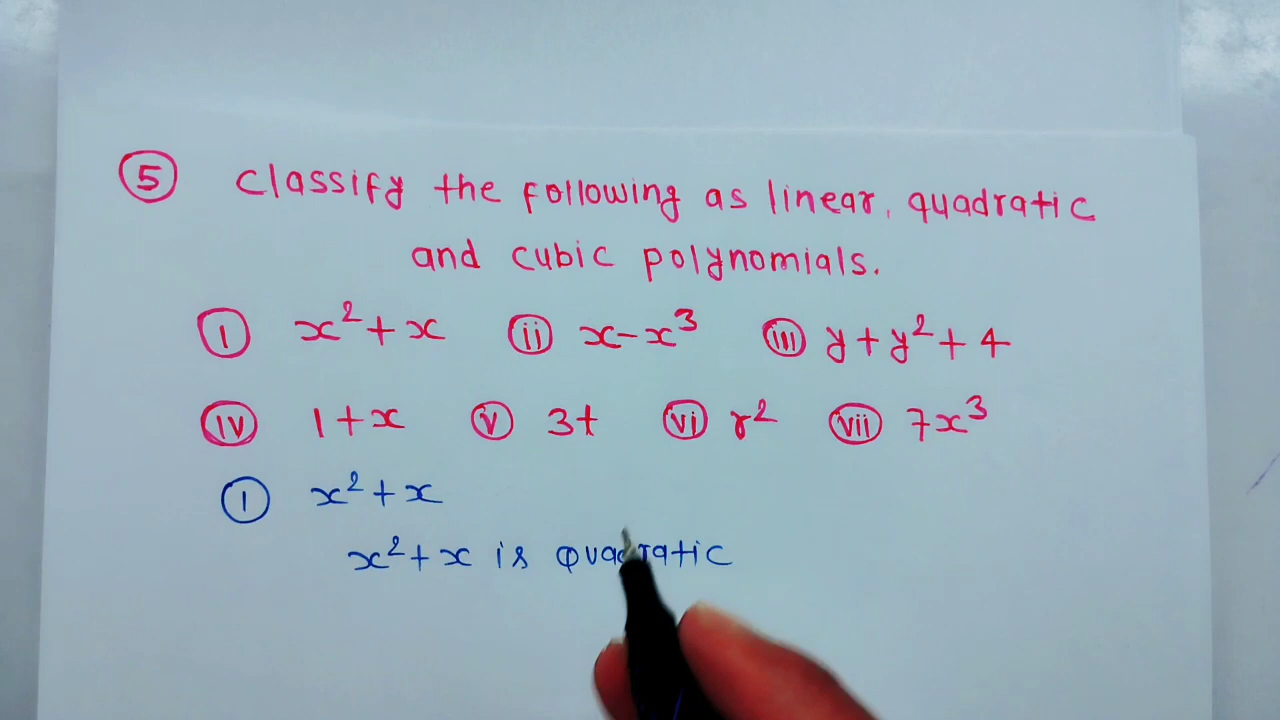 ⑤ classify the following as linear, quadratic
and cubic polynomials.
ⓘ x² + x ⓘⓘ x - x³ ⓘⓘⓘ y + y² + 4
(iv) 1 + x (v) 3t (vi) r² (vii) 7x³
① x² + x
x² + x is Quadratic